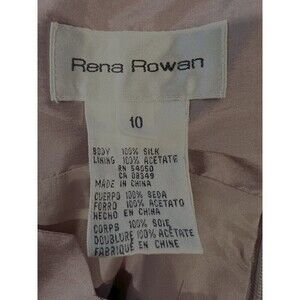 Rena Rowan
10
BODY 100% SILK
LINING 100% ACETATE
RN 54050
CA 08349
MADE IN CHINA
CUERPO 100% SEDA
FORRO 100% ACETATO
HECHO EN CHINA
CORPS 100% SOIE
DOUBLURE 100% ACETATE
FABRIQUÉ EN CHINE